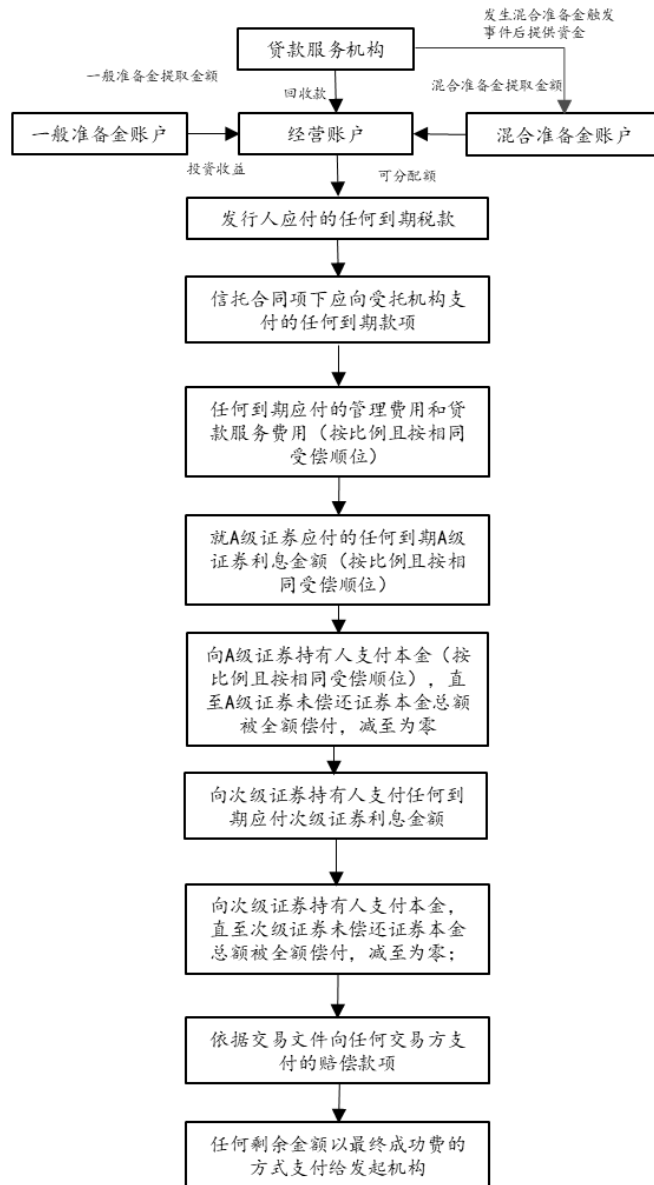 发生混合准备金触发
事件后提供资金
贷款服务机构
一般准备金提取金额
回收款
混合准备金提取金额
一般准备金账户
经营账户
混合准备金账户
投资收益
可分配额
发行人应付的任何到期税款
信托合同项下应向受托机构支
付的任何到期款项
任何到期应付的管理费用和贷
款服务费用（按比例且按相同
受偿顺位）
就A级证券应付的任何到期A级
证券利息金额（按比例且按相
同受偿顺位）
向A级证券持有人支付本金（按
比例且按相同受偿顺位），直
至A级证券未偿还证券本金总额
被全额偿付，减至为零
向次级证券持有人支付任何到
期应付次级证券利息金额
向次级证券持有人支付本金，
直至次级证券未偿还证券本金
总额被全额偿付，减至为零；
依据交易文件向任何交易方支
付的赔偿款项
任何剩余金额以最终成功费的
方式支付给发起机构